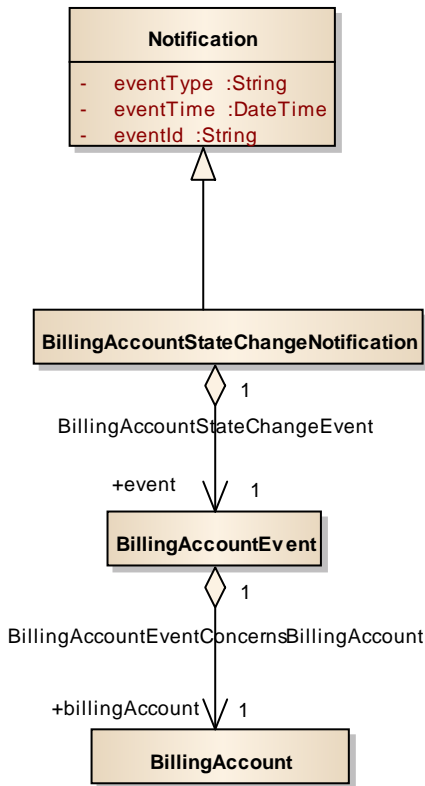 Notification
- eventType :String
- eventTime :DateTime
- eventId :String
BillingAccountStateChangeNotification
1
BillingAccountStateChangeEvent
+event 1
BillingAccountEvent
1
BillingAccountEventConcernsBillingAccount
+billingAccount 1
BillingAccount